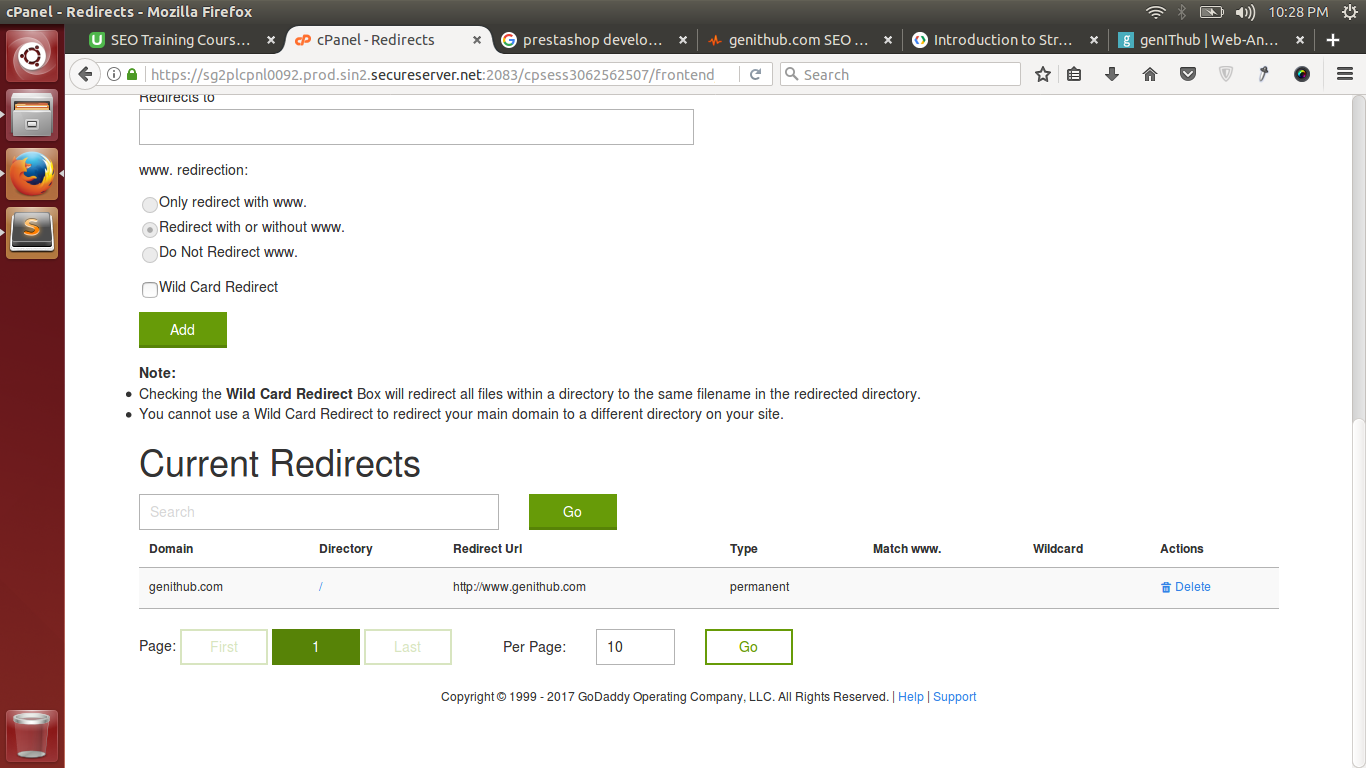 cPanel - Redirects - Mozilla Firefox
10:28 PM
SEO Training Cours...
cPanel - Redirects
prestashop develo...
genithub.com SEO ...
Introduction to Str...
genIThub | Web-An...
https://sg2plcpnl0092.prod.sin2.secureserver.net:2083/cpsess3062562507/frontend
Search
Redirects to
www. redirection:
Only redirect with www.
Redirect with or without www.
Do Not Redirect www.
Wild Card Redirect
Add
Note:
Checking the Wild Card Redirect Box will redirect all files within a directory to the same filename in the redirected directory.
You cannot use a Wild Card Redirect to redirect your main domain to a different directory on your site.
Current Redirects
Search Go
Domain Directory Redirect Url Type Match www. Wildcard Actions
genithub.com / http://www.genithub.com permanent Delete
Page: First 1 Last Per Page: 10 Go
Copyright © 1999 - 2017 GoDaddy Operating Company, LLC. All Rights Reserved. | Help | Support